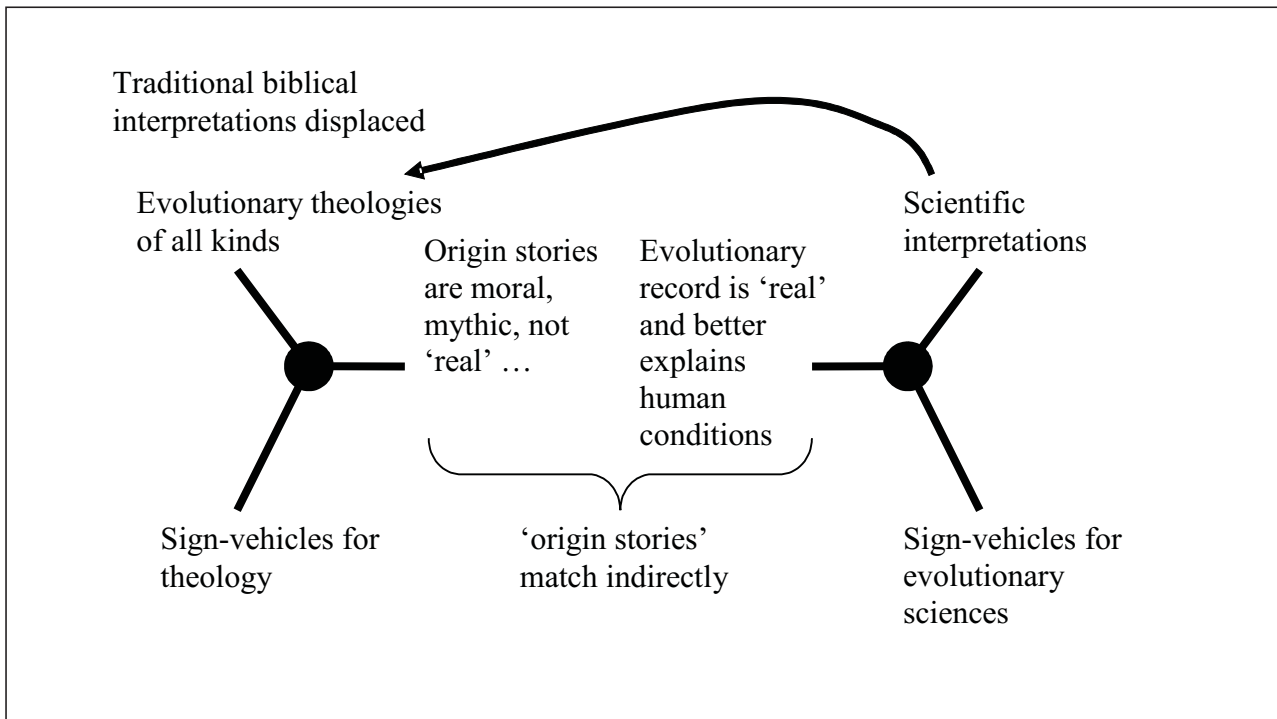 Traditional biblical
interpretations displaced
Evolutionary theologies
of all kinds
Origin stories
are moral,
mythic, not
‘real’ …
Evolutionary
record is ‘real’
and better
explains
human
conditions
Scientific
interpretations
Sign-vehicles for
theology
‘origin stories’
match indirectly
Sign-vehicles for
evolutionary
sciences